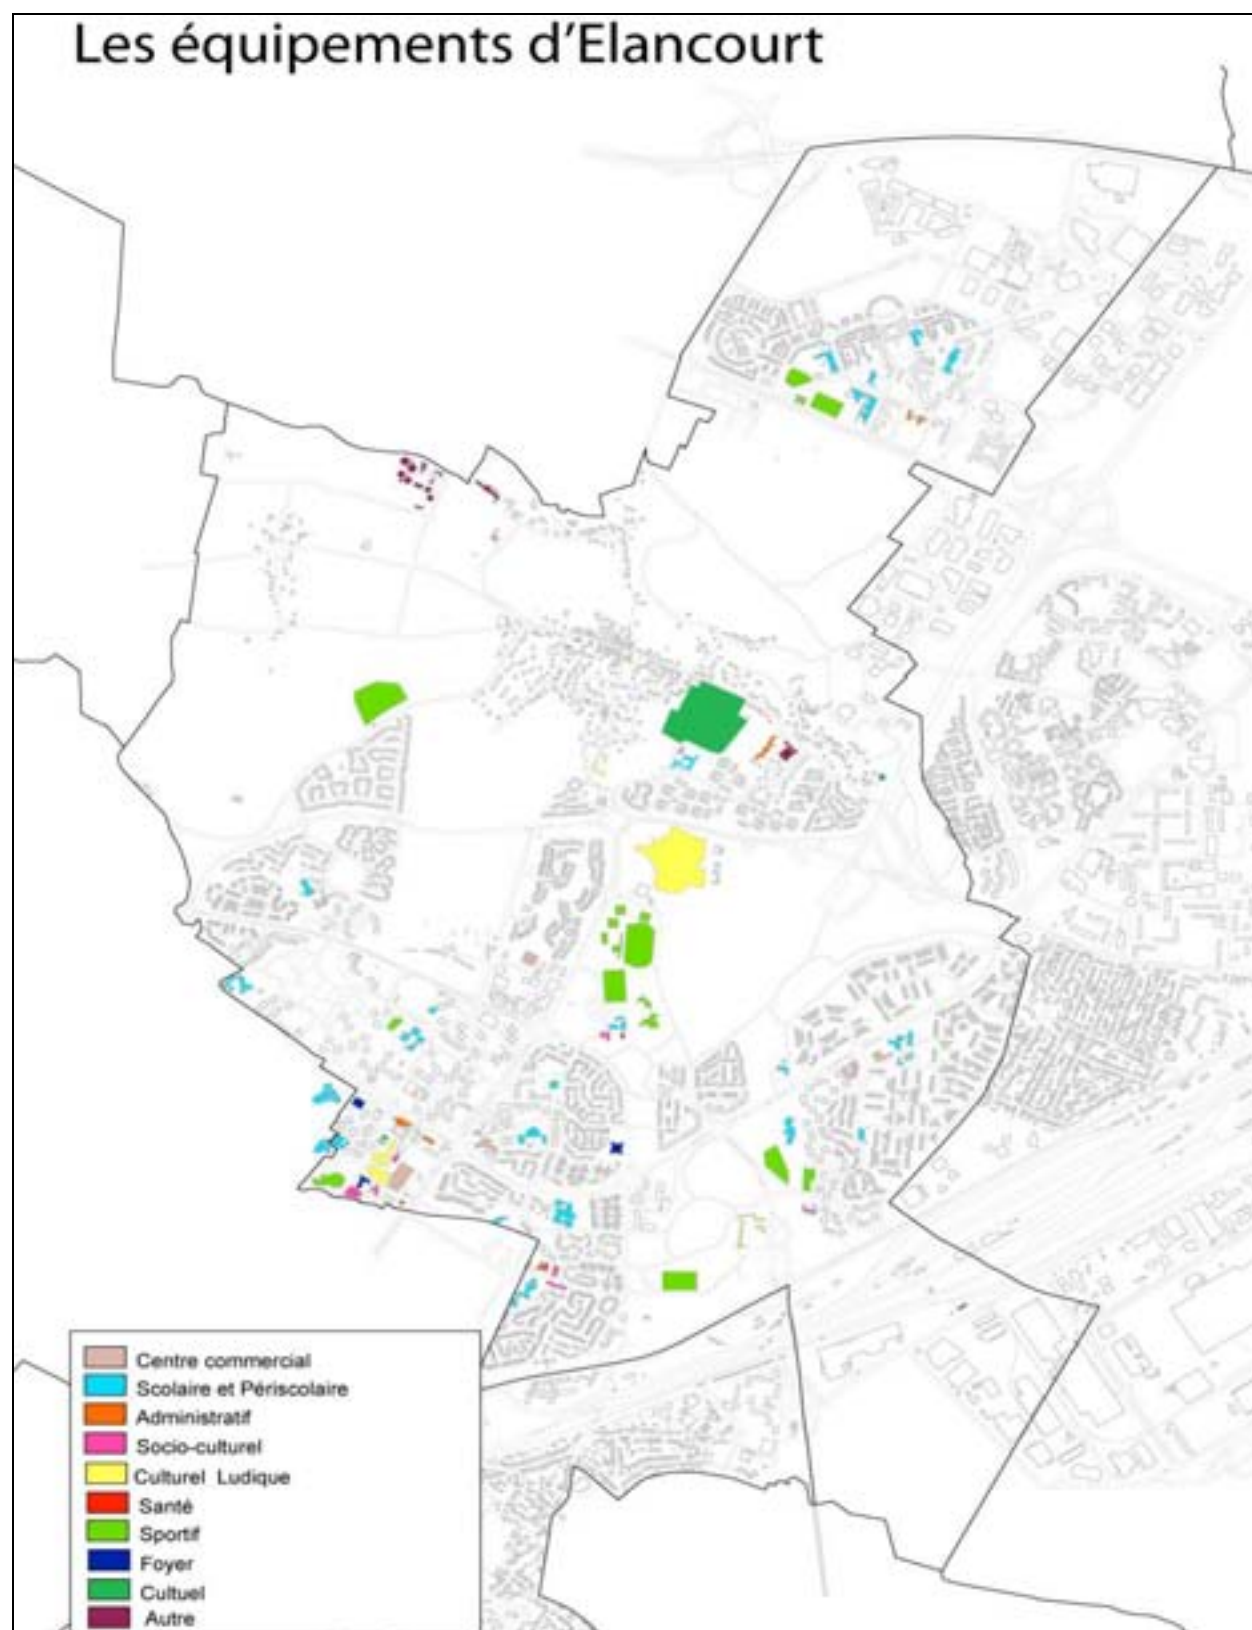 Les équipements d'Elancourt
Centre commercial
Scolaire et Périscolaire
Administratif
Socio-culturel
Culturel Ludique
Santé
Sportif
Foyer
Cultuel
Autre